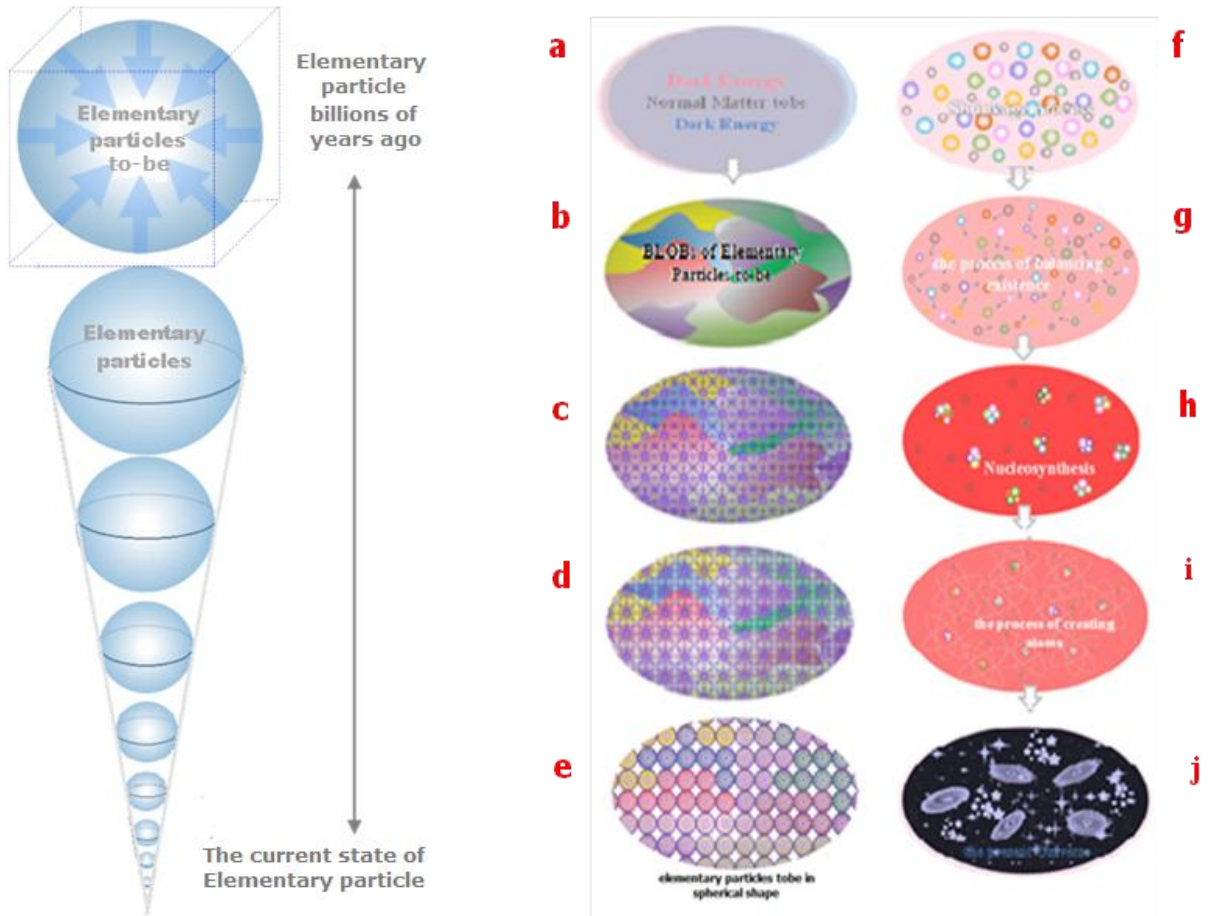 Elementary
particles
to-be
Elementary
particle
billions of
years ago
Elementary
particles
The current state of
Elementary particle
a
Dark Energy
Normal Matter tobe
Dark Energy
b
BLOBs of Elementary
Particles to-be
c
d
e
elementary particles tobe in
spherical shape
f
g
the process of balancing
existence
h
Nucleosynthesis
i
the process of creating
atoms
j